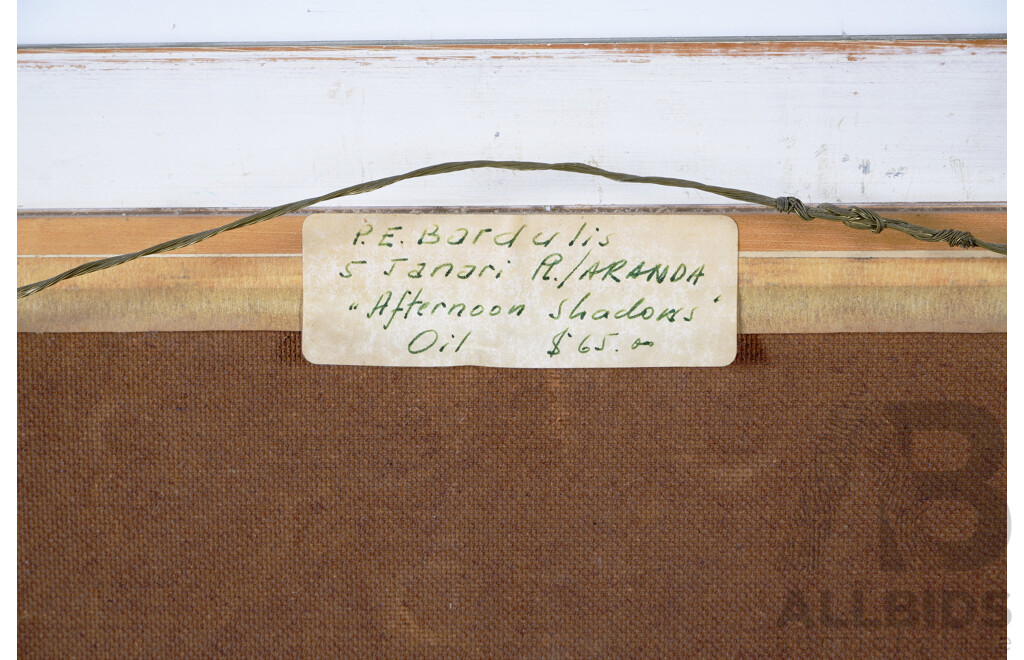 P.E. Bardulis
5 Janari Pl./ARANDA
"Afternoon Shadows"
Oil $65.00
B
ALLBIDS